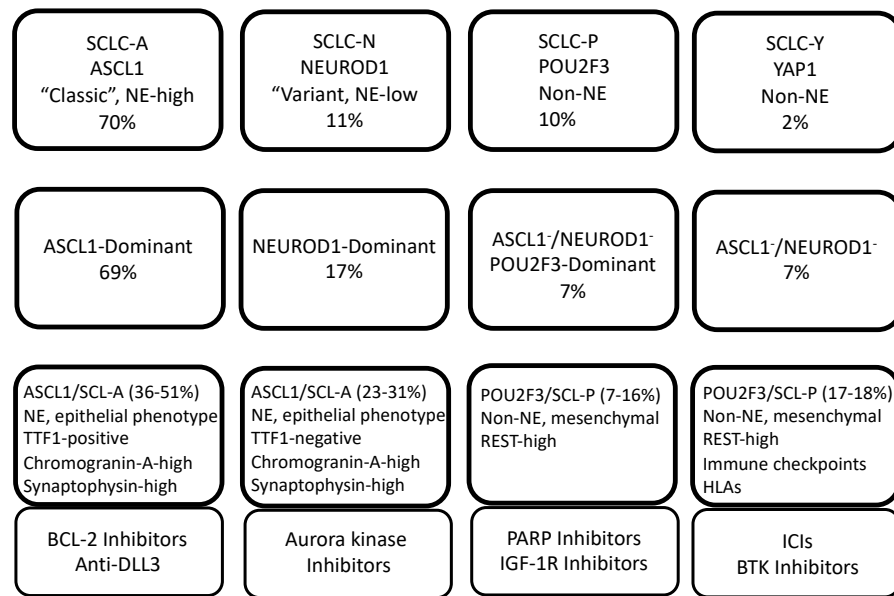 SCLC-A
ASCL1
“Classic”, NE-high
70%
SCLC-N
NEUROD1
“Variant, NE-low
11%
SCLC-P
POU2F3
Non-NE
10%
SCLC-Y
YAP1
Non-NE
2%
ASCL1-Dominant
69%
NEUROD1-Dominant
17%
ASCL1⁻/NEUROD1⁻
POU2F3-Dominant
7%
ASCL1⁻/NEUROD1⁻
7%
ASCL1/SCL-A (36-51%)
NE, epithelial phenotype
TTF1-positive
Chromogranin-A-high
Synaptophysin-high
ASCL1/SCL-A (23-31%)
NE, epithelial phenotype
TTF1-negative
Chromogranin-A-high
Synaptophysin-high
POU2F3/SCL-P (7-16%)
Non-NE, mesenchymal
REST-high
POU2F3/SCL-P (17-18%)
Non-NE, mesenchymal
REST-high
Immune checkpoints
HLAs
BCL-2 Inhibitors
Anti-DLL3
Aurora kinase
Inhibitors
PARP Inhibitors
IGF-1R Inhibitors
ICIs
BTK Inhibitors